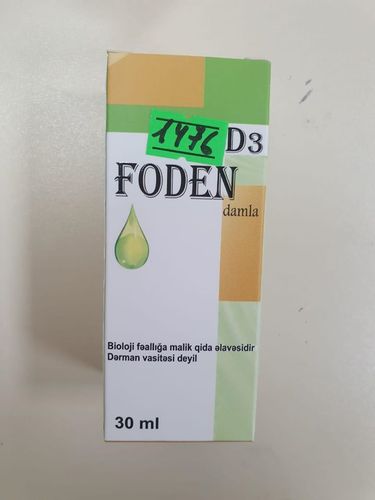 1476
D3
FODEN
damla
Bioloji fəallığa malik qida əlavəsidir
Dərman vasitəsi deyil
30 ml